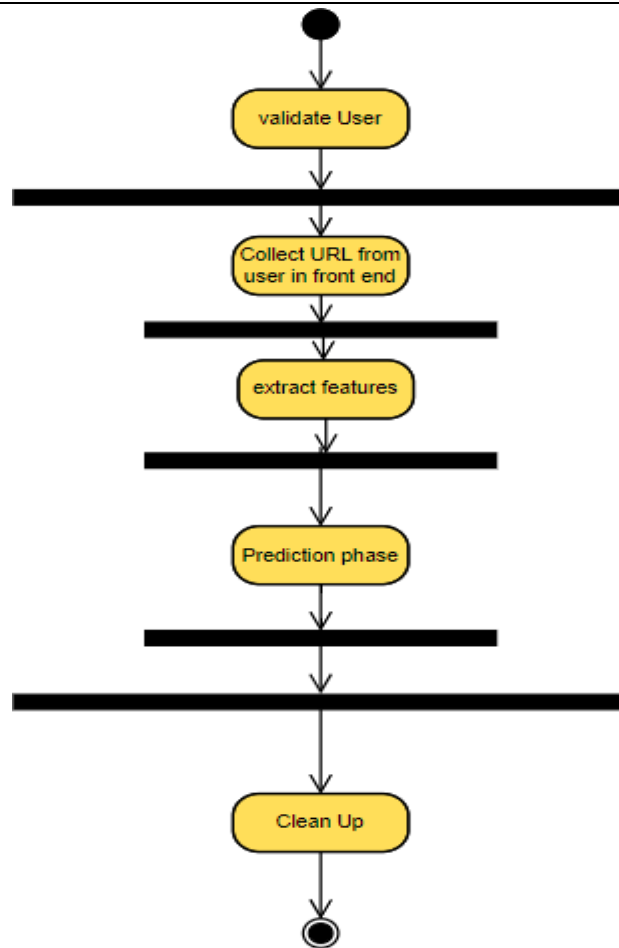 validate User
Collect URL from
user in front end
extract features
Prediction phase
Clean Up